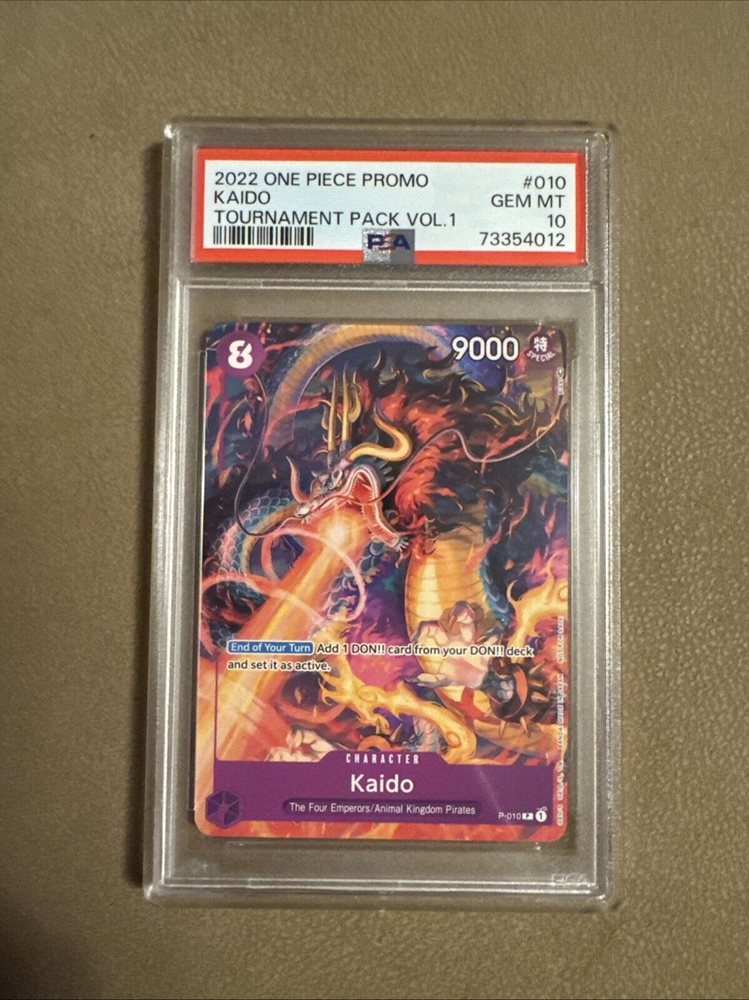 2022 ONE PIECE PROMO #010
KAIDO GEM MT
TOURNAMENT PACK VOL.1 10
PSA 73354012
8 9000 特
SPECIAL
End of Your Turn Add 1 DON!! card from your DON!! deck
and set it as active.
CHARACTER
Kaido
The Four Emperors/Animal Kingdom Pirates
P-010 P 1